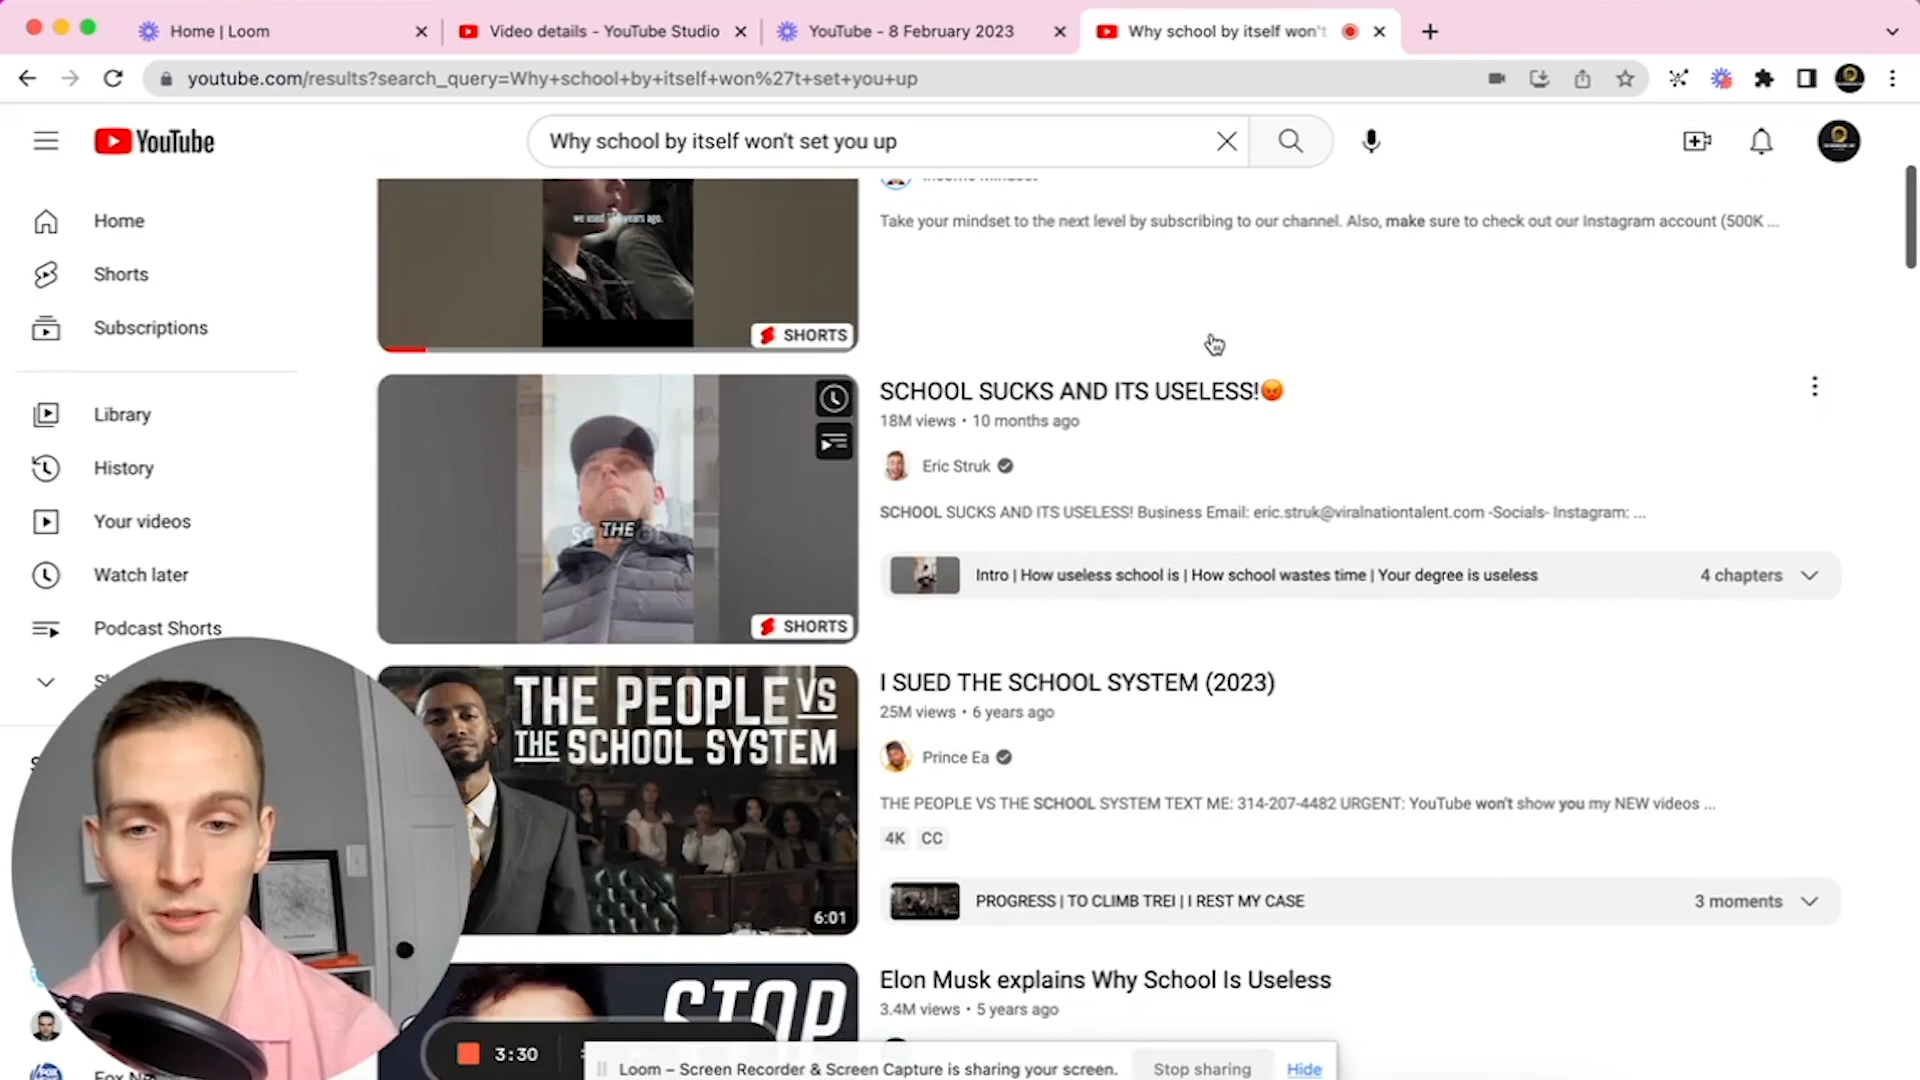 Home | Loom
Video details - YouTube Studio
YouTube - 8 February 2023
Why school by itself won't
youtube.com/results?search_query=Why+school+by+itself+won%27t+set+you+up
YouTube
Why school by itself won't set you up
Home
Shorts
Subscriptions
Library
History
Your videos
Watch later
Podcast Shorts
SHORTS
Take your mindset to the next level by subscribing to our channel. Also, make sure to check out our Instagram account (500K ...
THE
SHORTS
SCHOOL SUCKS AND ITS USELESS!😡
18M views • 10 months ago
Eric Struk
SCHOOL SUCKS AND ITS USELESS! Business Email: eric.struk@viralnationtalent.com -Socials- Instagram: ...
Intro | How useless school is | How school wastes time | Your degree is useless
4 chapters
THE PEOPLE VS
THE SCHOOL SYSTEM
6:01
I SUED THE SCHOOL SYSTEM (2023)
25M views • 6 years ago
Prince Ea
THE PEOPLE VS THE SCHOOL SYSTEM TEXT ME: 314-207-4482 URGENT: YouTube won't show you my NEW videos ...
4K CC
PROGRESS | TO CLIMB TREI | I REST MY CASE
3 moments
STOP
Elon Musk explains Why School Is Useless
3.4M views • 5 years ago
3:30
Loom – Screen Recorder & Screen Capture is sharing your screen.
Stop sharing
Hide